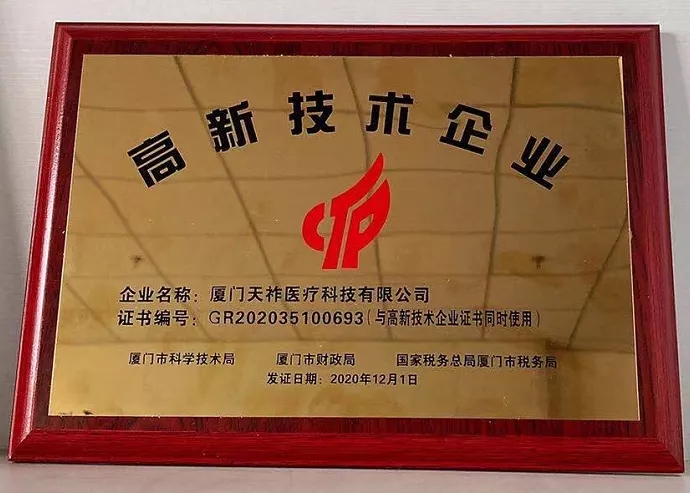 高新技术企业
企业名称：厦门天祚医疗科技有限公司
证书编号：GR202035100693（与高新技术企业证书同时使用）
厦门市科学技术局 厦门市财政局 国家税务总局厦门市税务局
发证日期：2020年12月1日